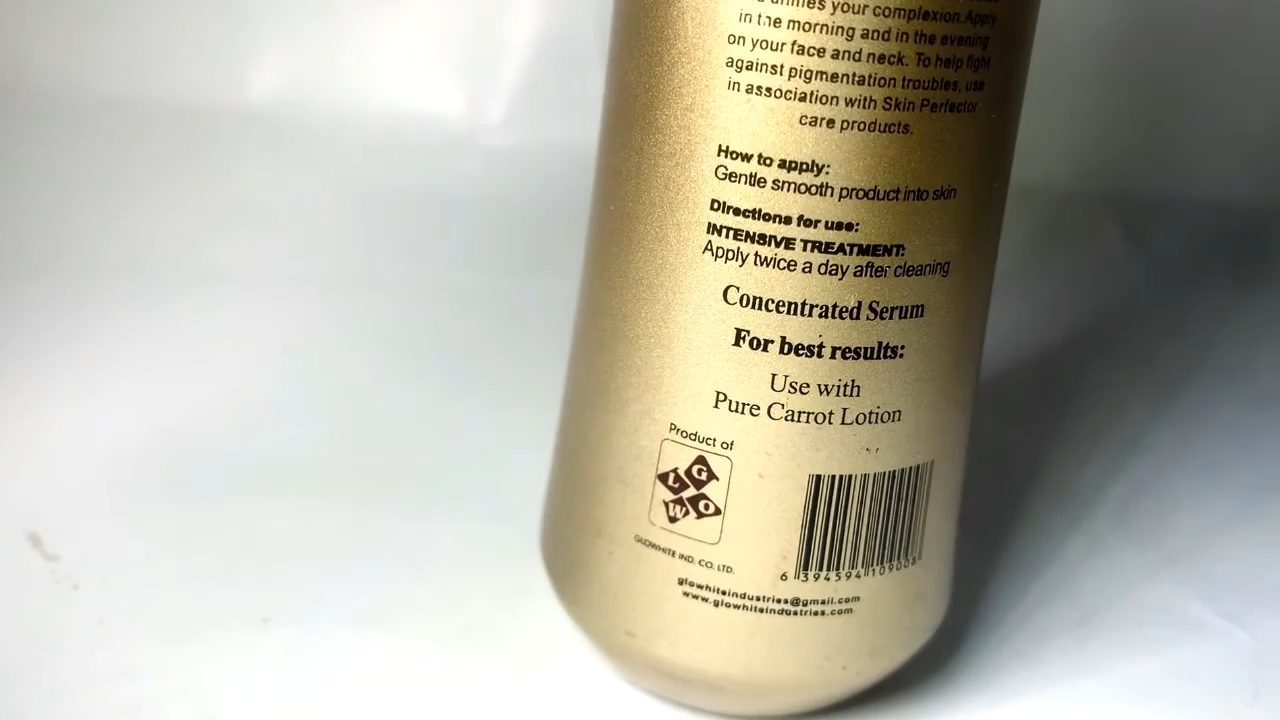 your complexion.Apply
in the morning and in the evening
on your face and neck. To help fight
against pigmentation troubles, use
in association with Skin Perfector
care products.
How to apply:
Gentle smooth product into skin
Directions for use:
INTENSIVE TREATMENT:
Apply twice a day after cleaning
Concentrated Serum
For best results:
Use with
Pure Carrot Lotion
Product of
L G
W O
GLOWHITE IND. CO. LTD.
6 394594 109008
glowhiteindustries@gmail.com
www.glowhiteindustries.com